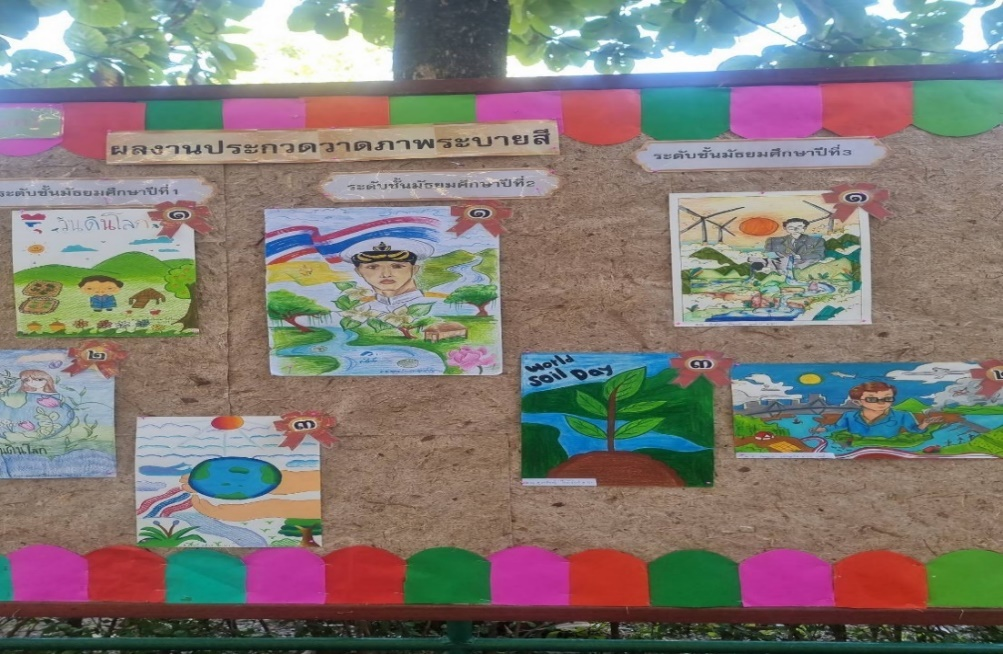 ผลงานประกวดวาดภาพระบายสี
ระดับชั้นมัธยมศึกษาปีที่1
ระดับชั้นมัธยมศึกษาปีที่2
ระดับชั้นมัธยมศึกษาปีที่3
วันดินโลก
๑
๑
๑
๒
World
Soil Day
๓
๓